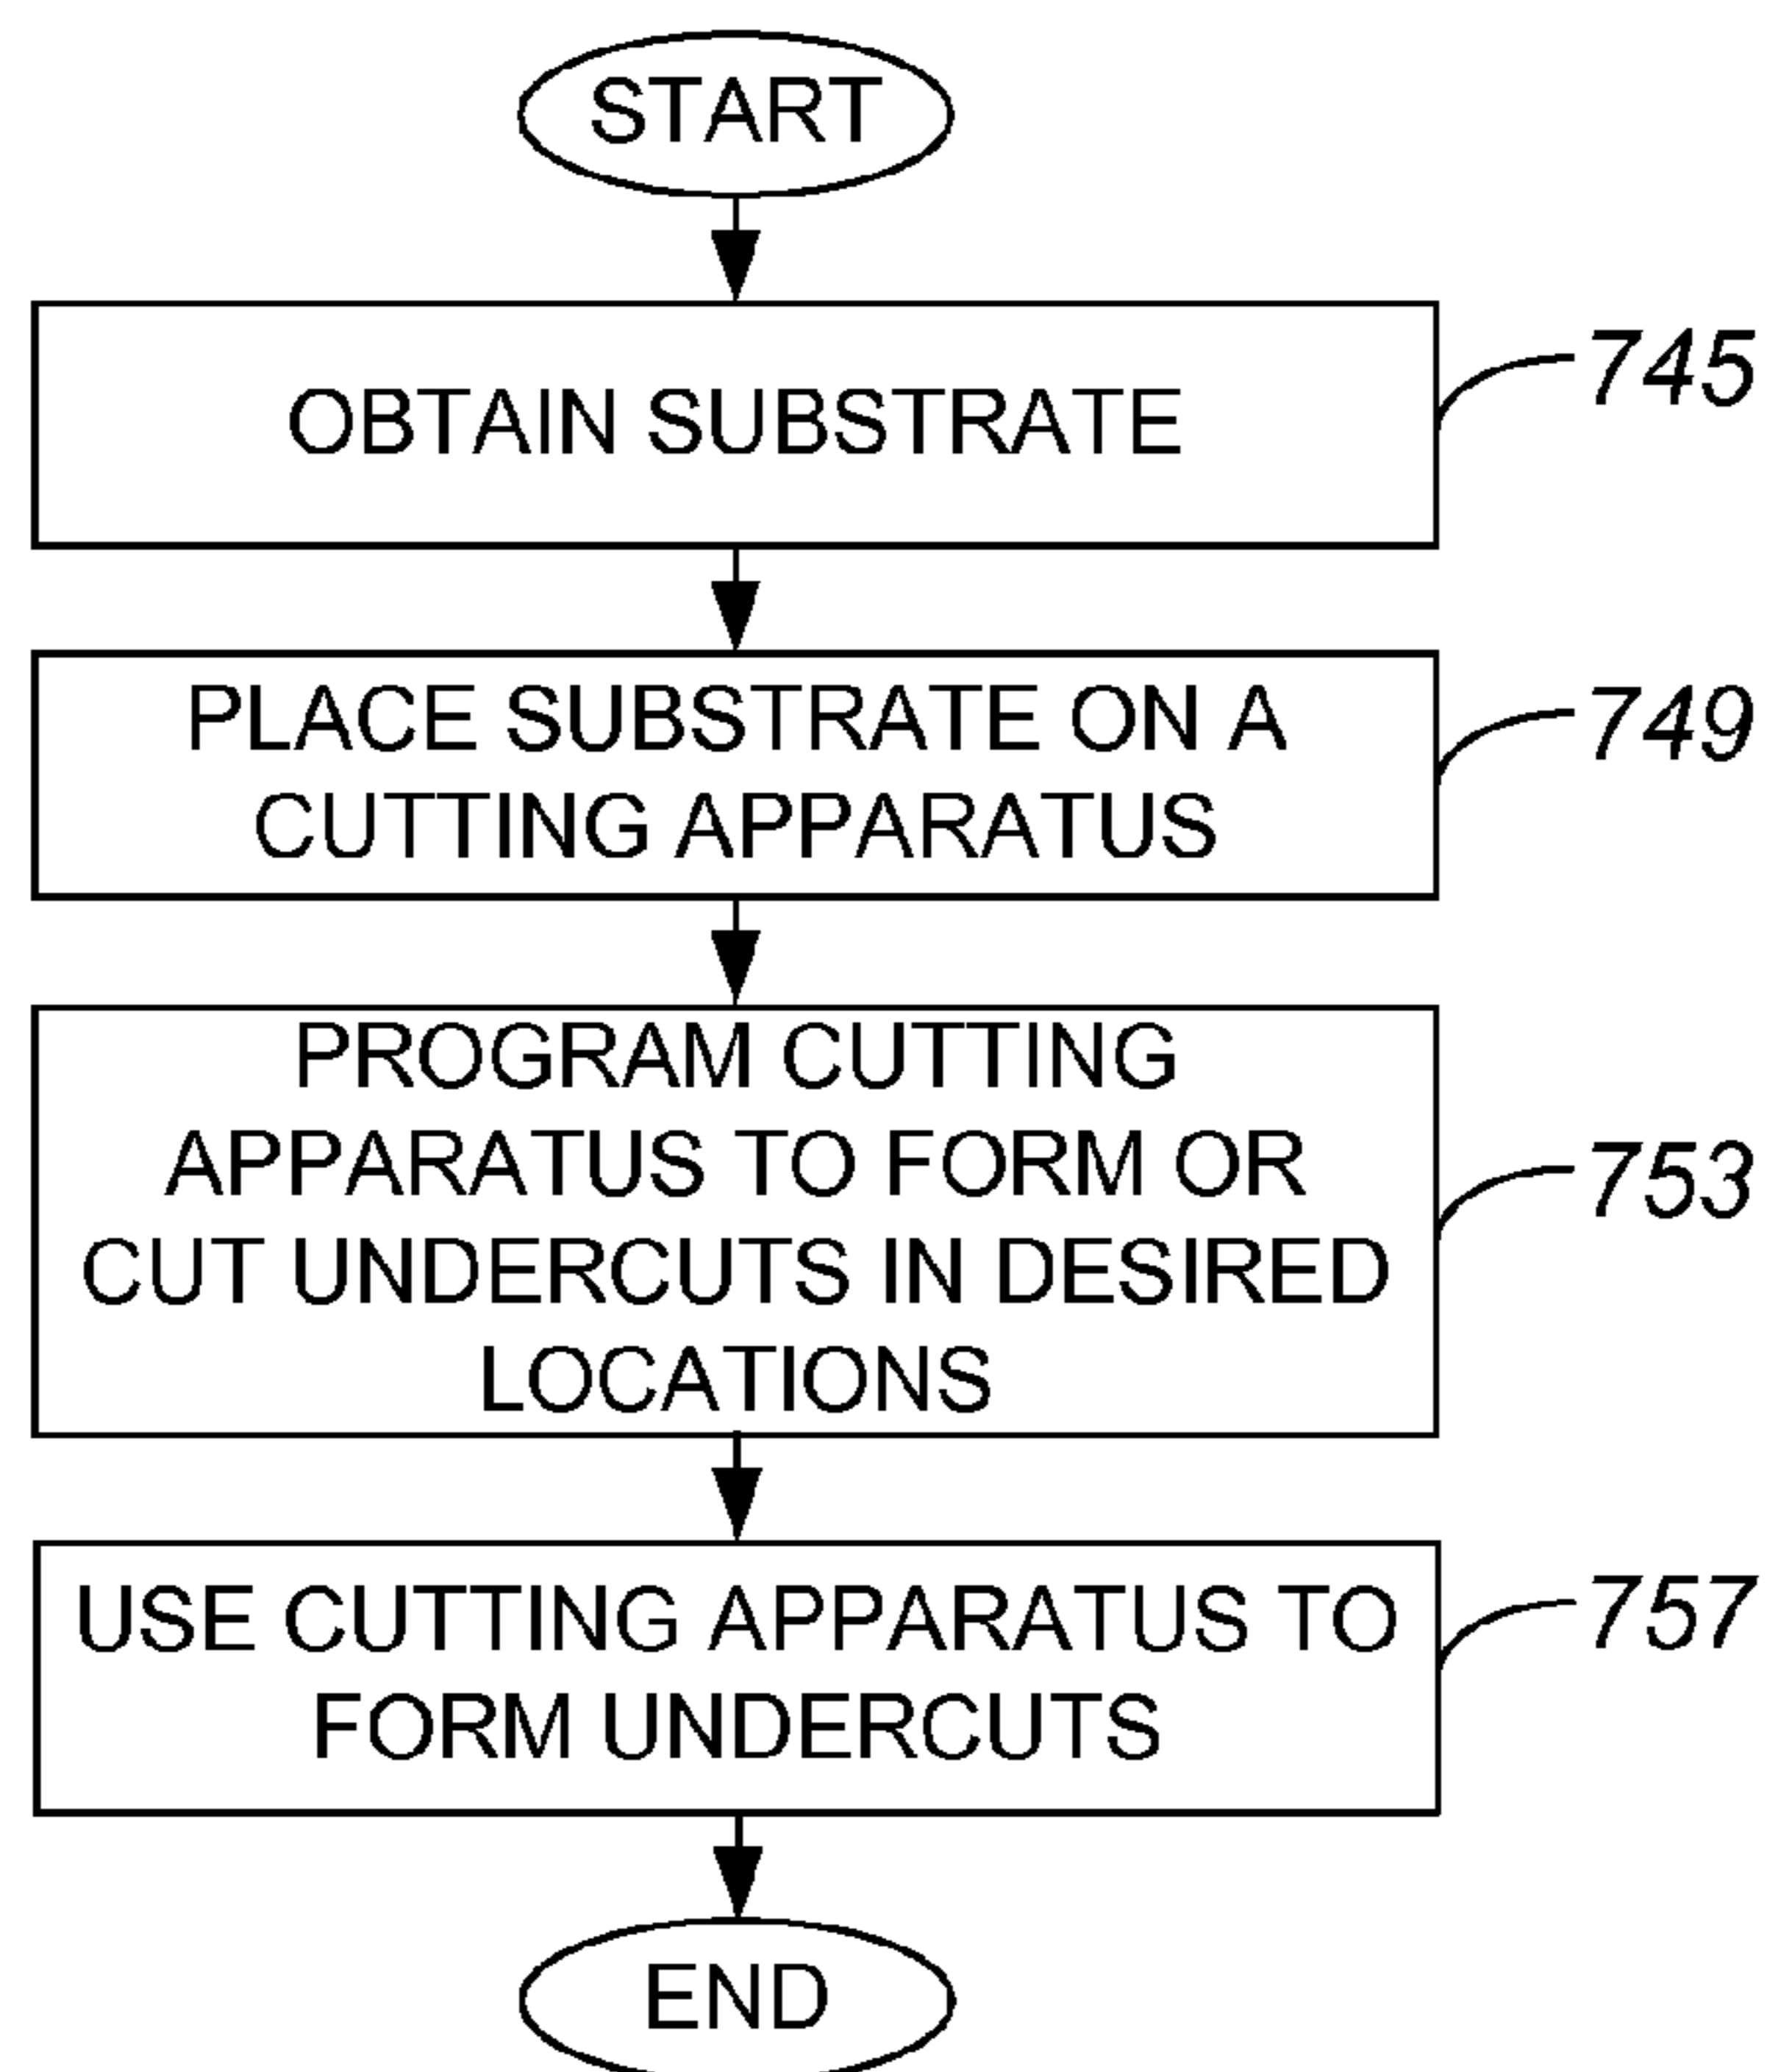 START
OBTAIN SUBSTRATE
745
PLACE SUBSTRATE ON A
CUTTING APPARATUS
749
PROGRAM CUTTING
APPARATUS TO FORM OR
CUT UNDERCUTS IN DESIRED
LOCATIONS
753
USE CUTTING APPARATUS TO
FORM UNDERCUTS
757
END